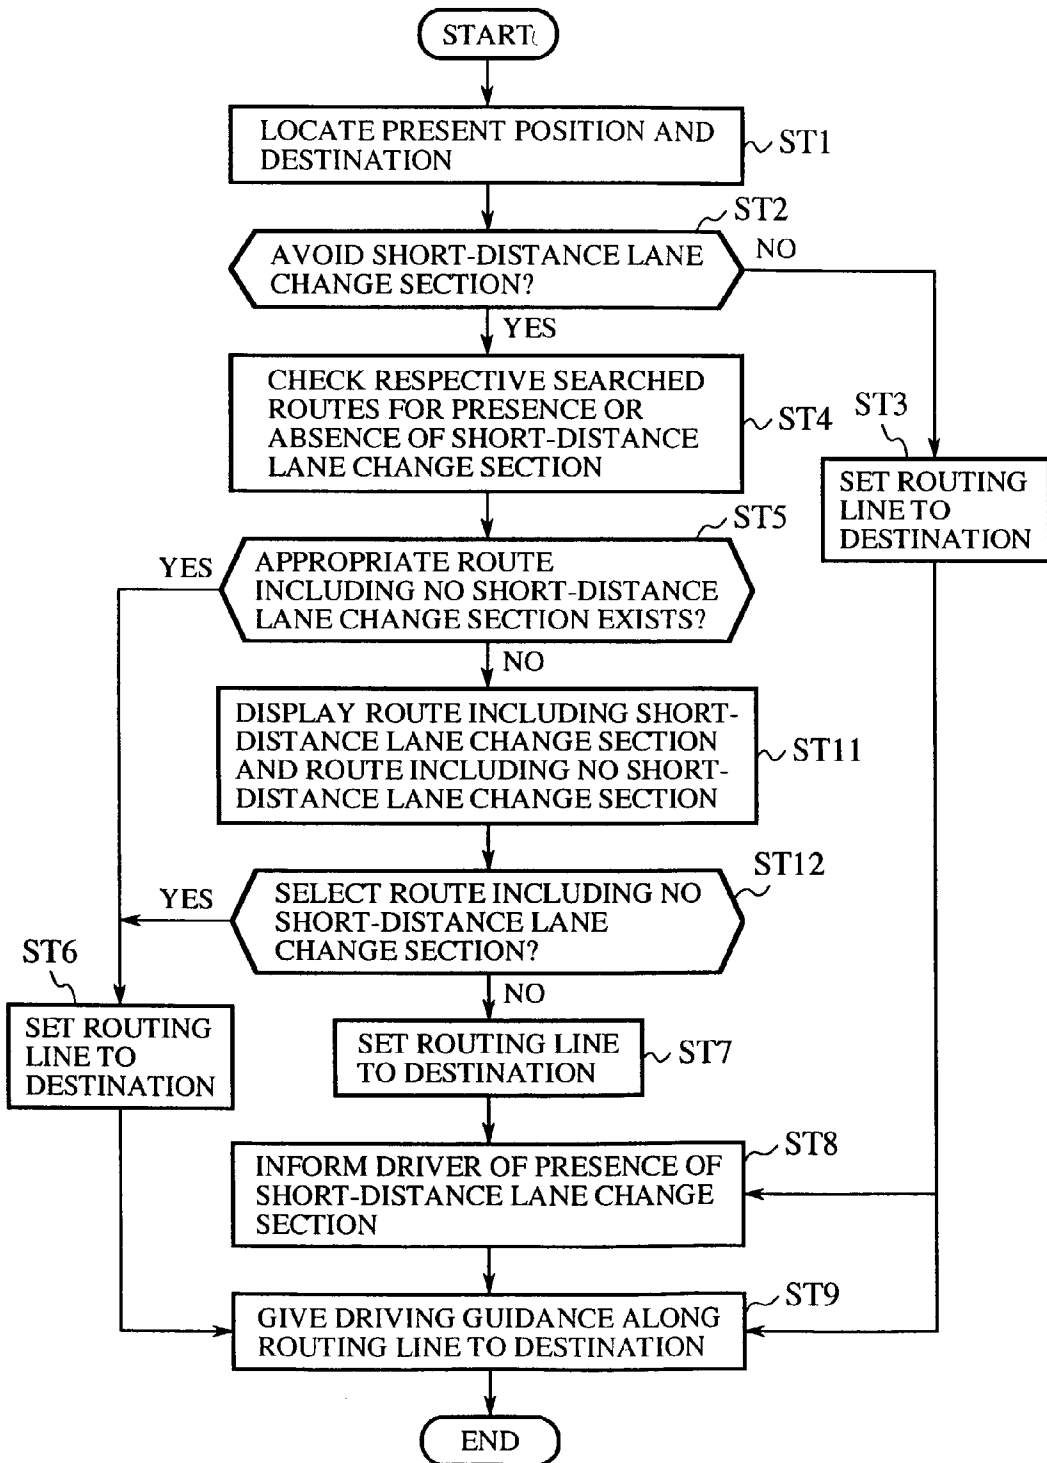 START
LOCATE PRESENT POSITION AND
DESTINATION
ST1
ST2
AVOID SHORT-DISTANCE LANE
CHANGE SECTION?
NO
YES
CHECK RESPECTIVE SEARCHED
ROUTES FOR PRESENCE OR
ABSENCE OF SHORT-DISTANCE
LANE CHANGE SECTION
ST4
ST3
SET ROUTING
LINE TO
DESTINATION
ST5
YES
APPROPRIATE ROUTE
INCLUDING NO SHORT-DISTANCE
LANE CHANGE SECTION EXISTS?
NO
DISPLAY ROUTE INCLUDING SHORT-
DISTANCE LANE CHANGE SECTION
AND ROUTE INCLUDING NO SHORT-
DISTANCE LANE CHANGE SECTION
ST11
ST12
YES
SELECT ROUTE INCLUDING NO
SHORT-DISTANCE LANE
CHANGE SECTION?
NO
ST6
SET ROUTING
LINE TO
DESTINATION
SET ROUTING LINE
TO DESTINATION
ST7
INFORM DRIVER OF PRESENCE OF
SHORT-DISTANCE LANE CHANGE
SECTION
ST8
GIVE DRIVING GUIDANCE ALONG
ROUTING LINE TO DESTINATION
ST9
END